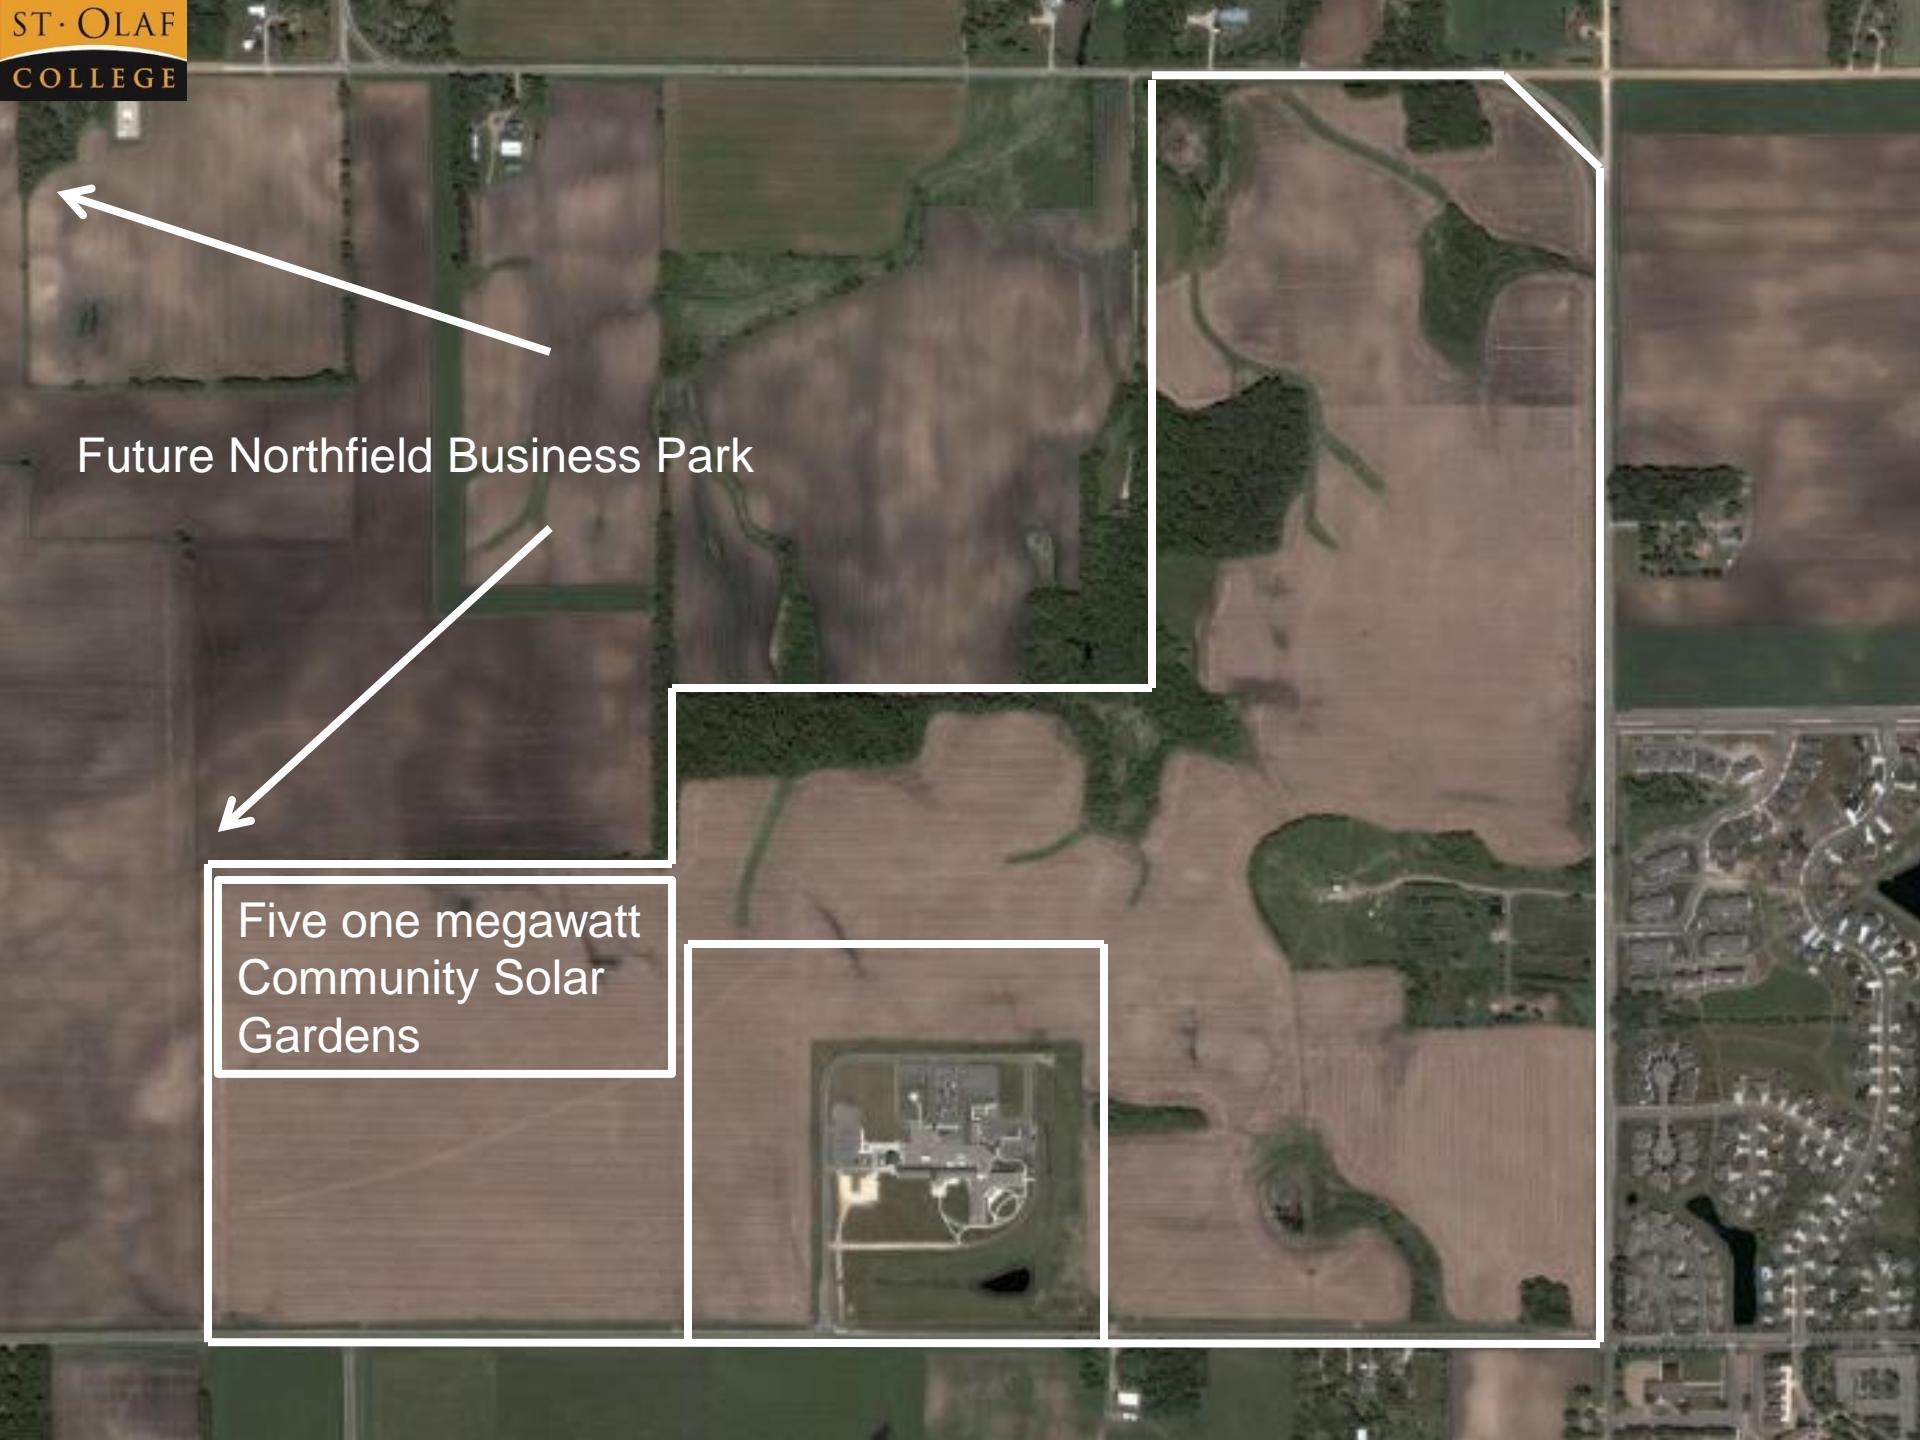 ST·OLAF
COLLEGE
Future Northfield Business Park
Five one megawatt
Community Solar
Gardens